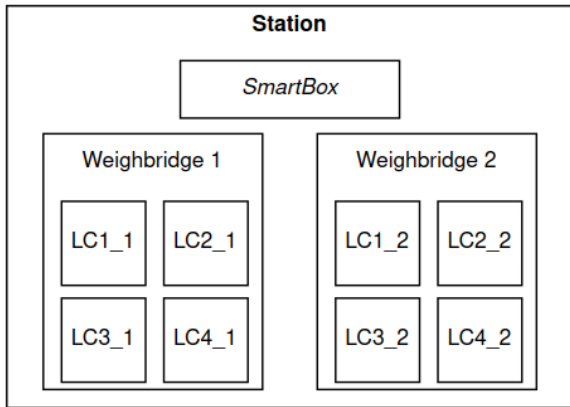 Station
SmartBox
Weighbridge 1
Weighbridge 2
LC1_1
LC2_1
LC1_2
LC2_2
LC3_1
LC4_1
LC3_2
LC4_2